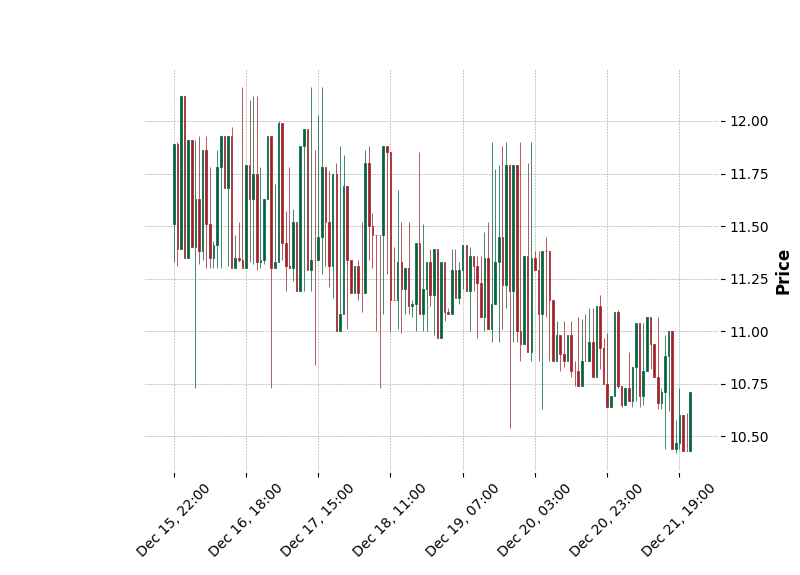 12.00
11.75
11.50
11.25
11.00
10.75
10.50
Price
Dec 15, 22:00
Dec 16, 18:00
Dec 17, 15:00
Dec 18, 11:00
Dec 19, 07:00
Dec 20, 03:00
Dec 20, 23:00
Dec 21, 19:00